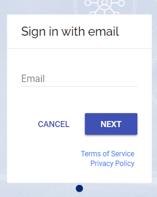 Sign in with email
Email
CANCEL NEXT
Terms of Service
Privacy Policy